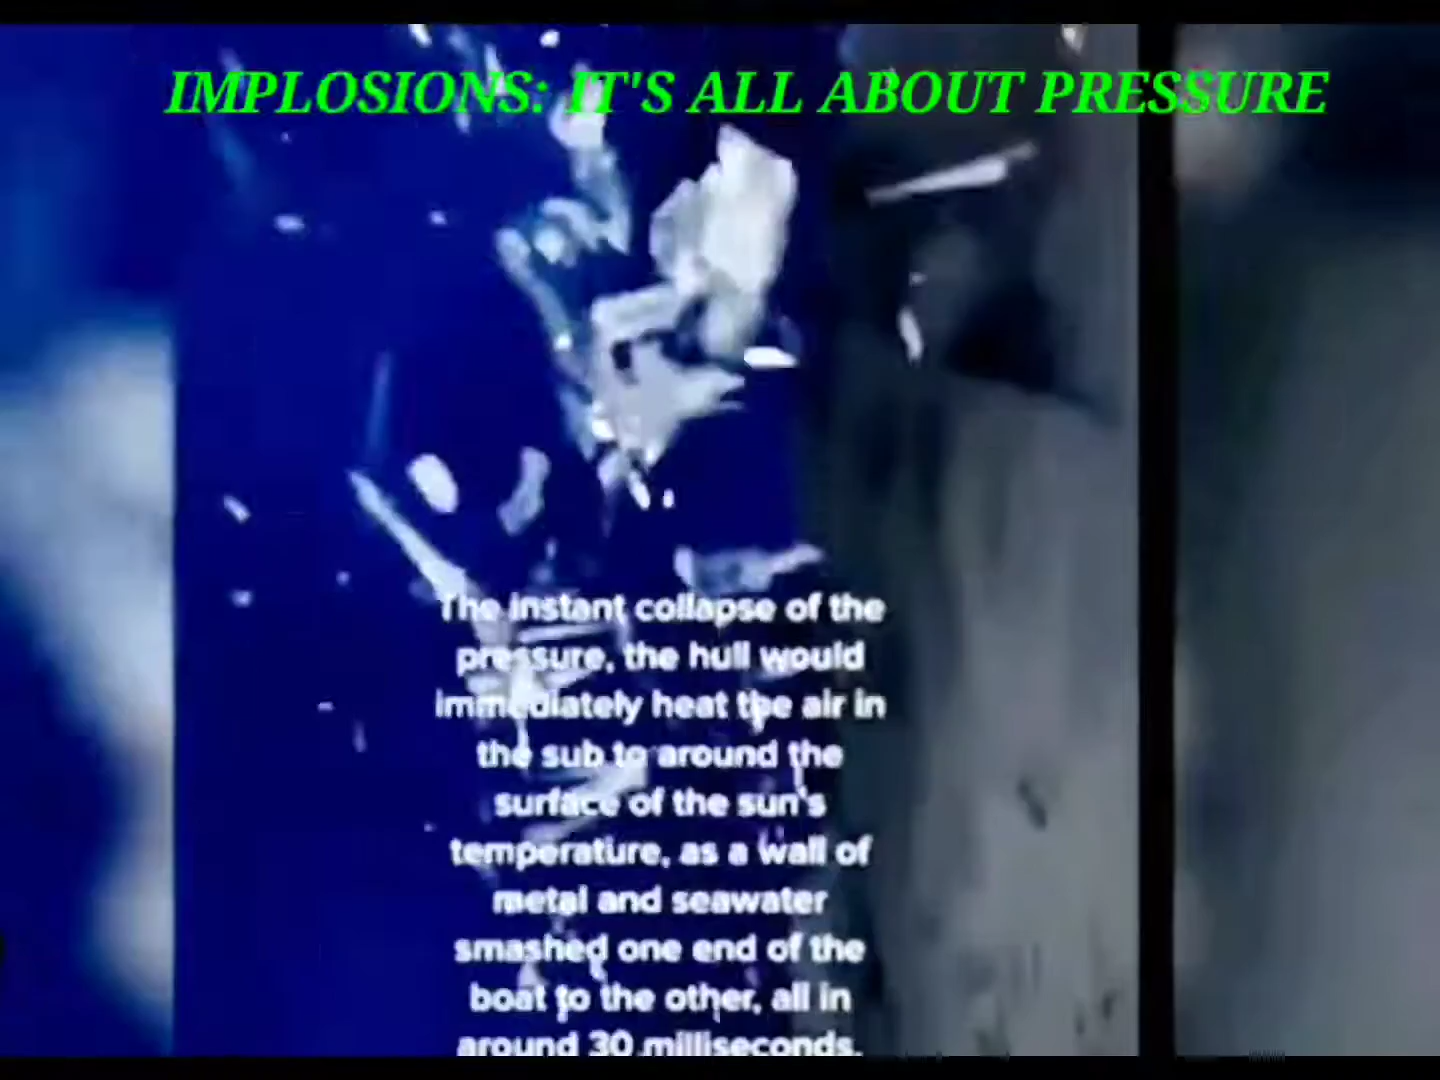 IMPLOSIONS: IT'S ALL ABOUT PRESSURE
The instant collapse of the
pressure, the hull would
immediately heat the air in
the sub to around the
surface of the sun's
temperature, as a wall of
metal and seawater
smashed one end of the
boat to the other, all in
around 30 milliseconds.